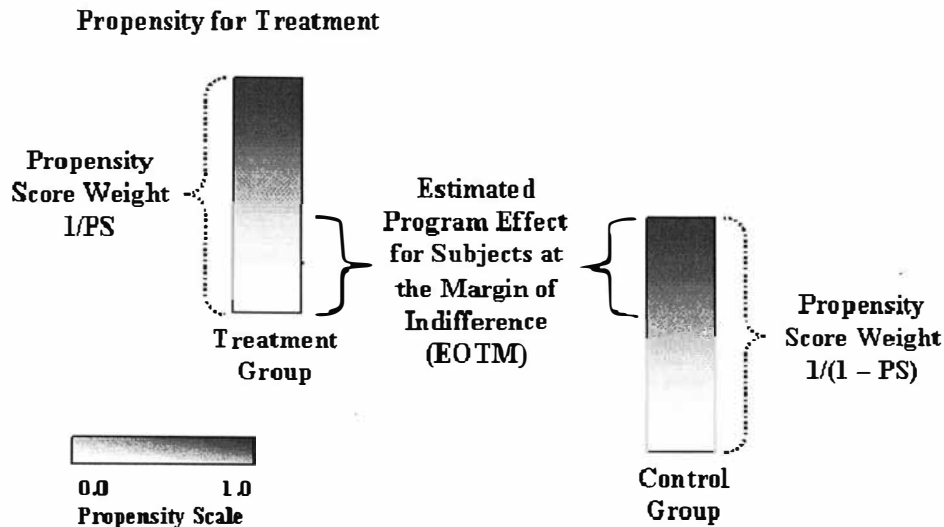 Propensity for Treatment
Propensity
Score Weight
1/PS
Estimated
Program Effect
for Subjects at
the Margin of
Indifference
(EOTM)
Treatment
Group
Propensity
Score Weight
1/(1 – PS)
Control
Group
0.0 1.0
Propensity Scale